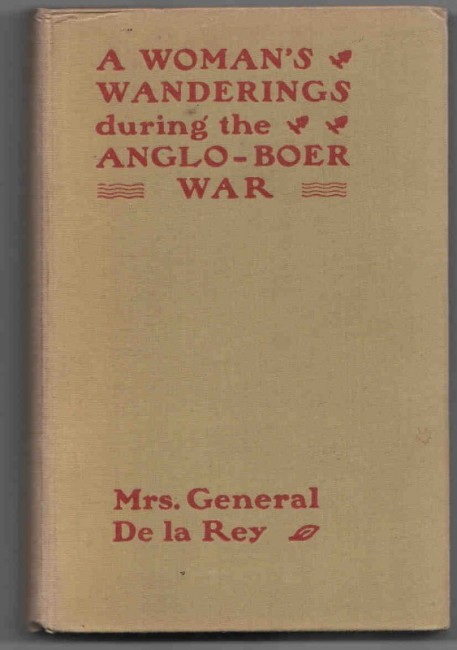 A WOMAN'S
WANDERINGS
during the
ANGLO-BOER
WAR
Mrs. General
De la Rey